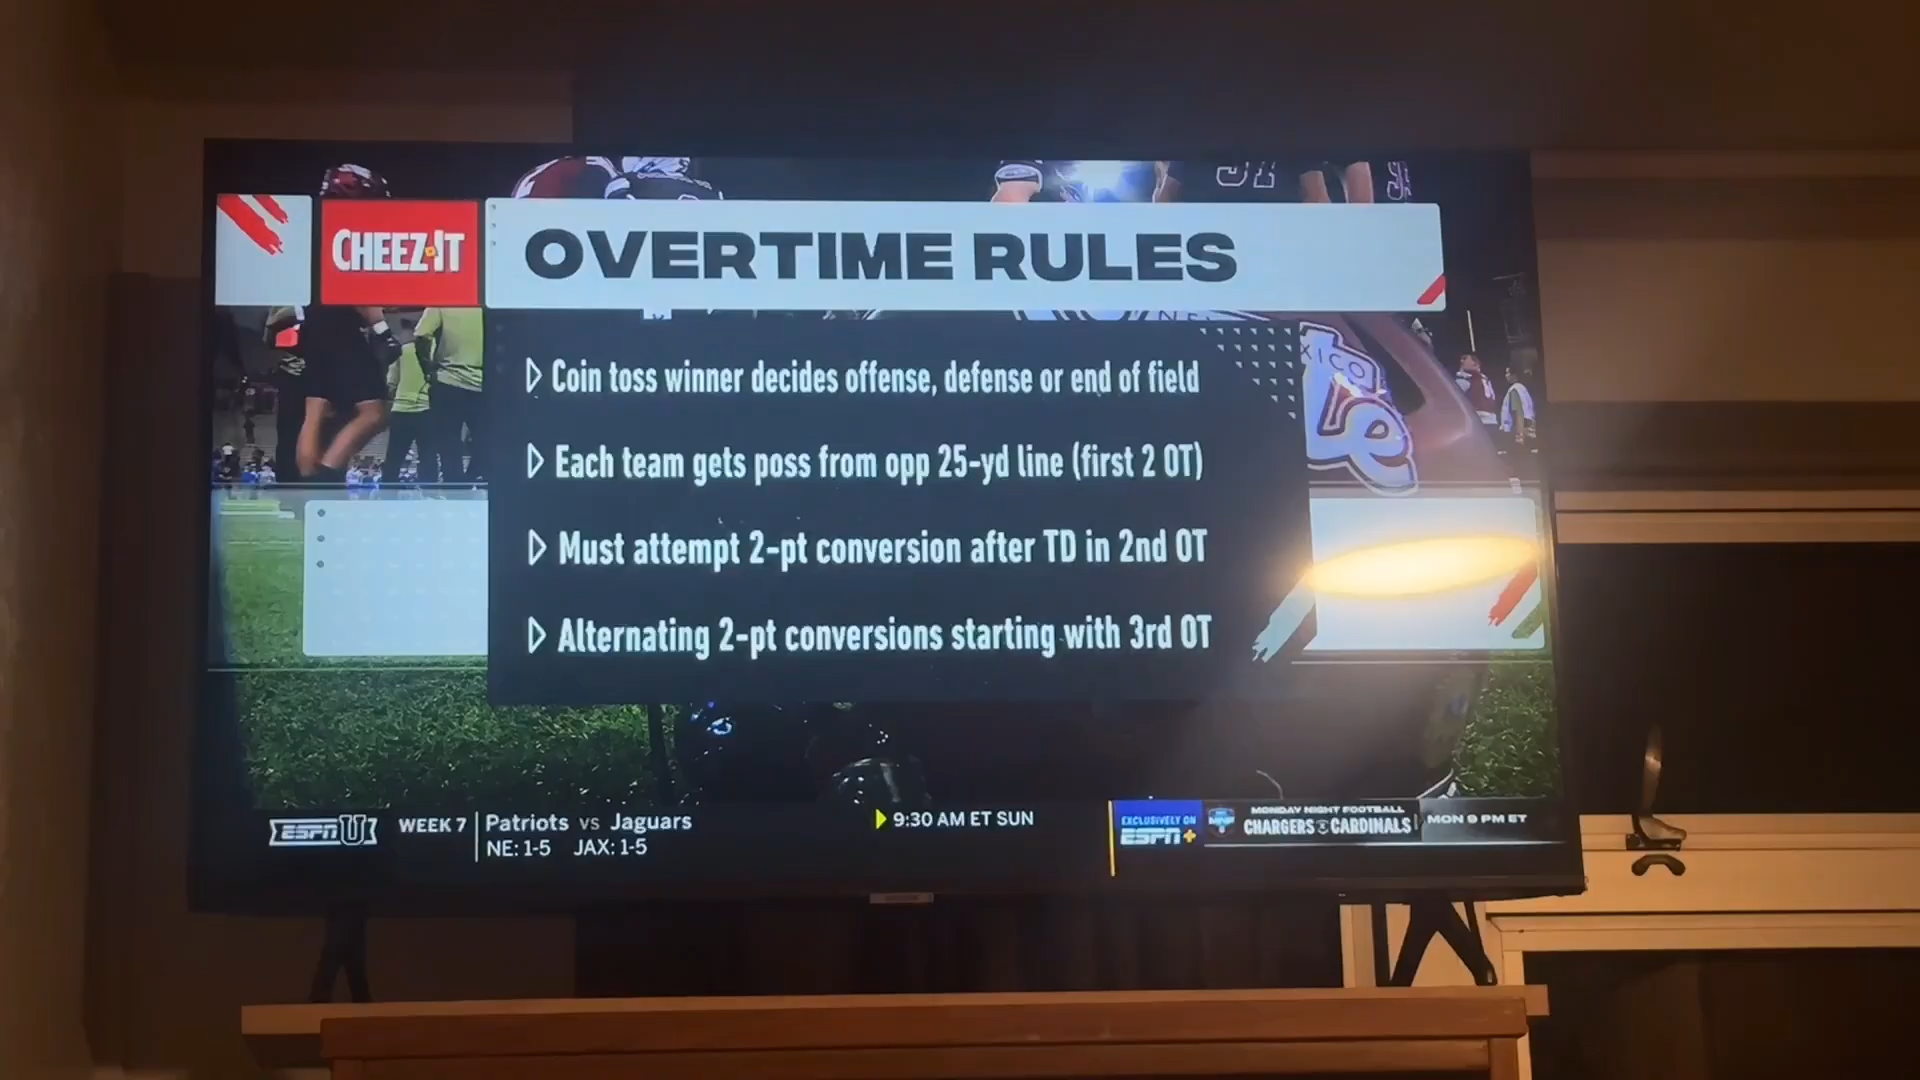 CHEEZ-IT
OVERTIME RULES
Coin toss winner decides offense, defense or end of field
Each team gets poss from opp 25-yd line (first 2 OT)
Must attempt 2-pt conversion after TD in 2nd OT
Alternating 2-pt conversions starting with 3rd OT
ESPNU
WEEK 7
Patriots vs Jaguars
NE: 1-5 JAX: 1-5
9:30 AM ET SUN
EXCLUSIVELY ON
ESPN+
MONDAY NIGHT FOOTBALL
CHARGERS CARDINALS
MON 9 PM ET